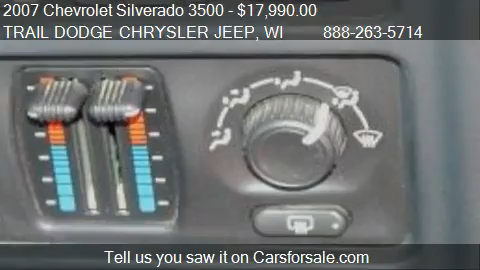 2007 Chevrolet Silverado 3500 - $17,990.00
TRAIL DODGE CHRYSLER JEEP, WI 888-263-5714
Tell us you saw it on Carsforsale.com